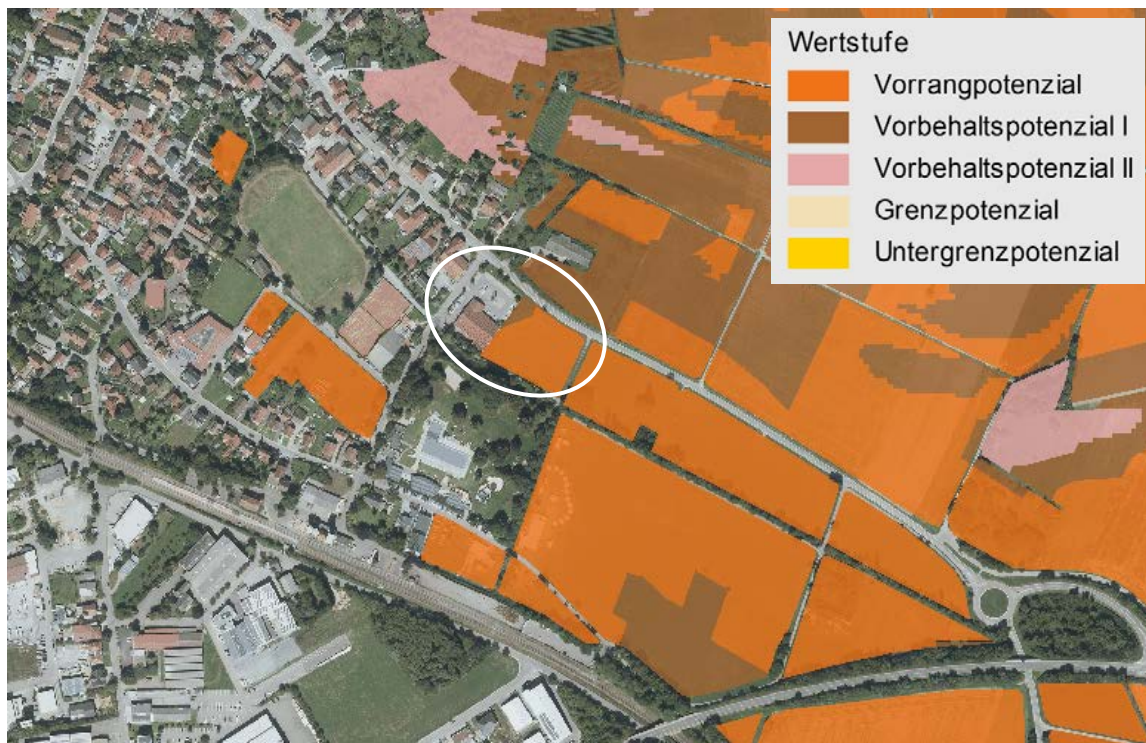 Wertstufe
Vorrangpotenzial
Vorbehaltspotenzial I
Vorbehaltspotenzial II
Grenzpotenzial
Untergrenzpotenzial